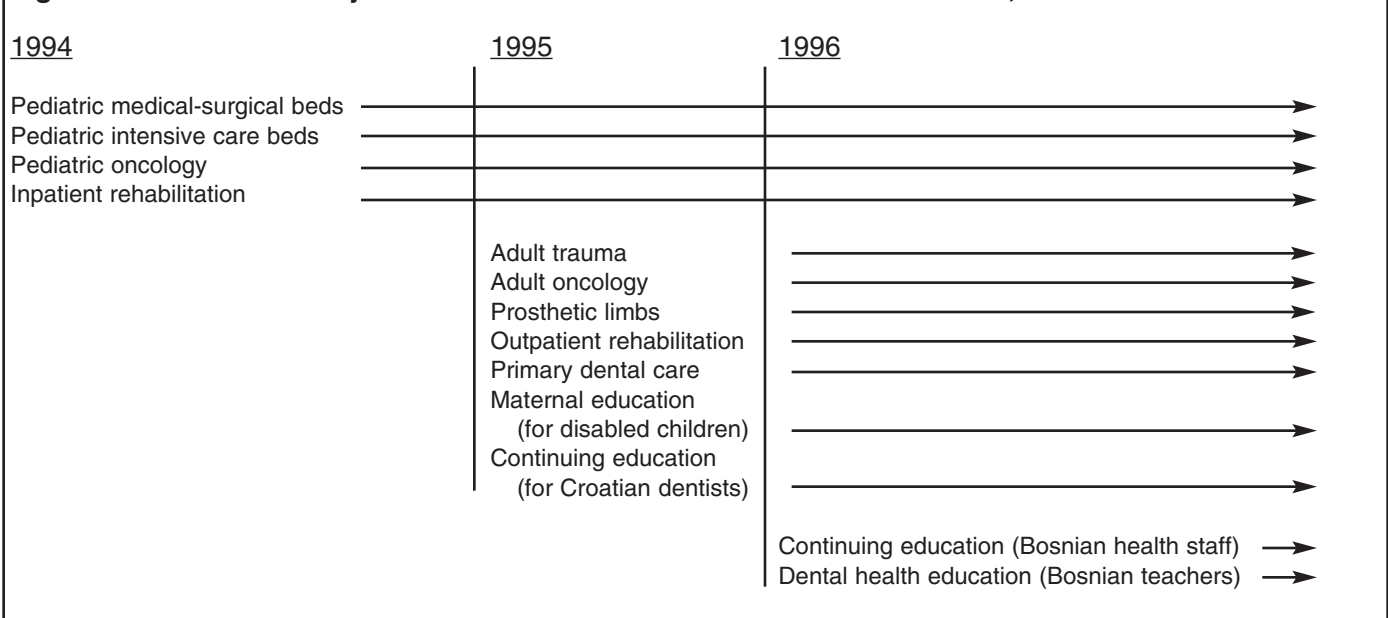 1994 1995 1996
Pediatric medical-surgical beds
Pediatric intensive care beds
Pediatric oncology
Inpatient rehabilitation
Adult trauma
Adult oncology
Prosthetic limbs
Outpatient rehabilitation
Primary dental care
Maternal education
(for disabled children)
Continuing education
(for Croatian dentists)
Continuing education (Bosnian health staff)
Dental health education (Bosnian teachers)